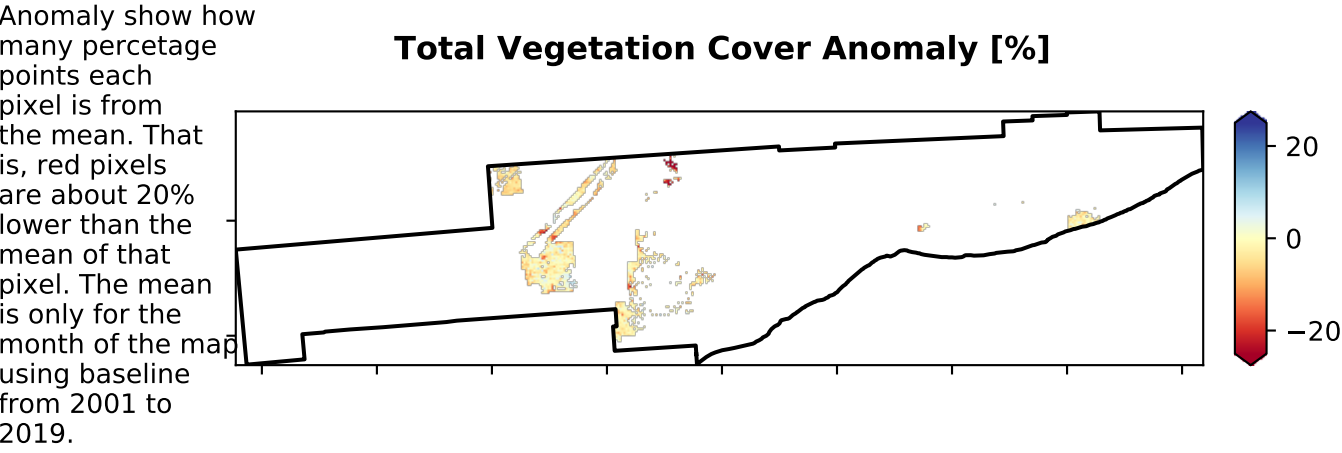 Anomaly show how
many percetage
points each
pixel is from
the mean. That
is, red pixels
are about 20%
lower than the
mean of that
pixel. The mean
is only for the
month of the map
using baseline
from 2001 to
2019.
Total Vegetation Cover Anomaly [%]
20
0
−20